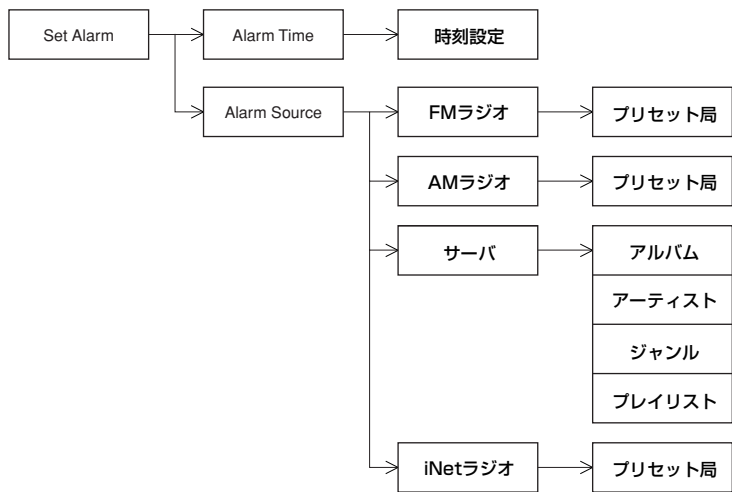 Set Alarm
Alarm Time
時刻設定
Alarm Source
FMラジオ
プリセット局
AMラジオ
プリセット局
サーバ
アルバム
アーティスト
ジャンル
プレイリスト
iNetラジオ
プリセット局